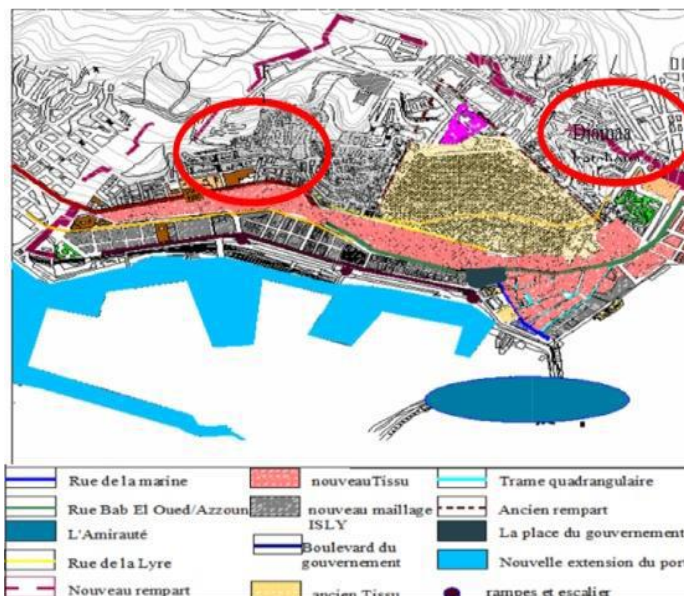 Djamaa
Rue de la marine
nouveauTissu
Trame quadrangulaire
Rue Bab El Oued/Azzoun
nouveau maillage
ISLY
Ancien rempart
L'Amirauté
La place du gouvernement
Boulevard du
gouvernement
Rue de la Lyre
Nouvelle extension du port
Nouveau rempart
ancien Tissu
rampes et escalier